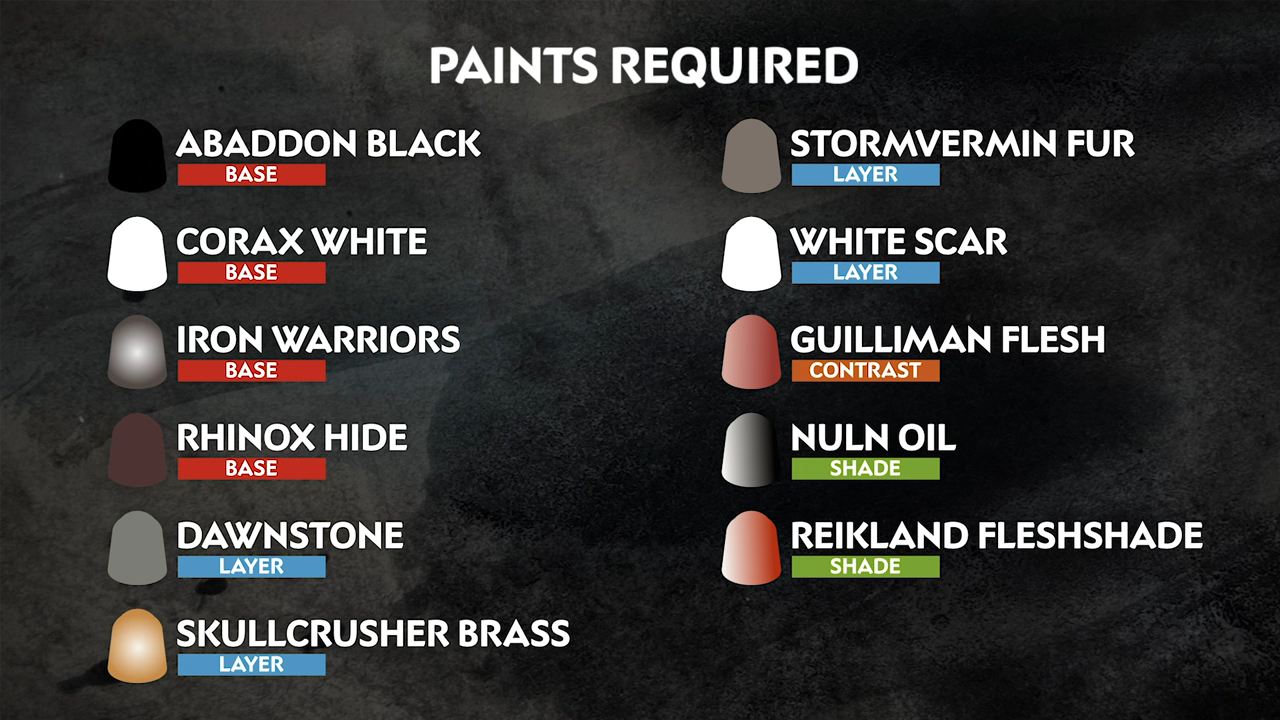 PAINTS REQUIRED
ABADDON BLACK
BASE
CORAX WHITE
BASE
IRON WARRIORS
BASE
RHINOX HIDE
BASE
DAWNSTONE
LAYER
SKULLCRUSHER BRASS
LAYER
STORMVERMIN FUR
LAYER
WHITE SCAR
LAYER
GUILLIMAN FLESH
CONTRAST
NULN OIL
SHADE
REIKLAND FLESHSHADE
SHADE